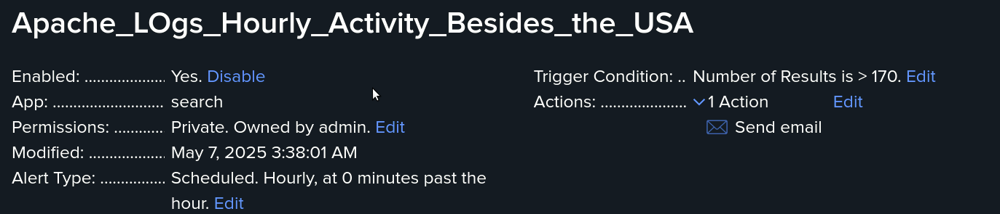 Apache_LOgs_Hourly_Activity_Besides_the_USA
Enabled: .................... Yes. Disable
App: ............................ search
Permissions: ............. Private. Owned by admin. Edit
Modified: ................... May 7, 2025 3:38:01 AM
Alert Type: ................ Scheduled. Hourly, at 0 minutes past the
hour. Edit
Trigger Condition: .. Number of Results is > 170. Edit
Actions: ..................... 1 Action Edit
Send email